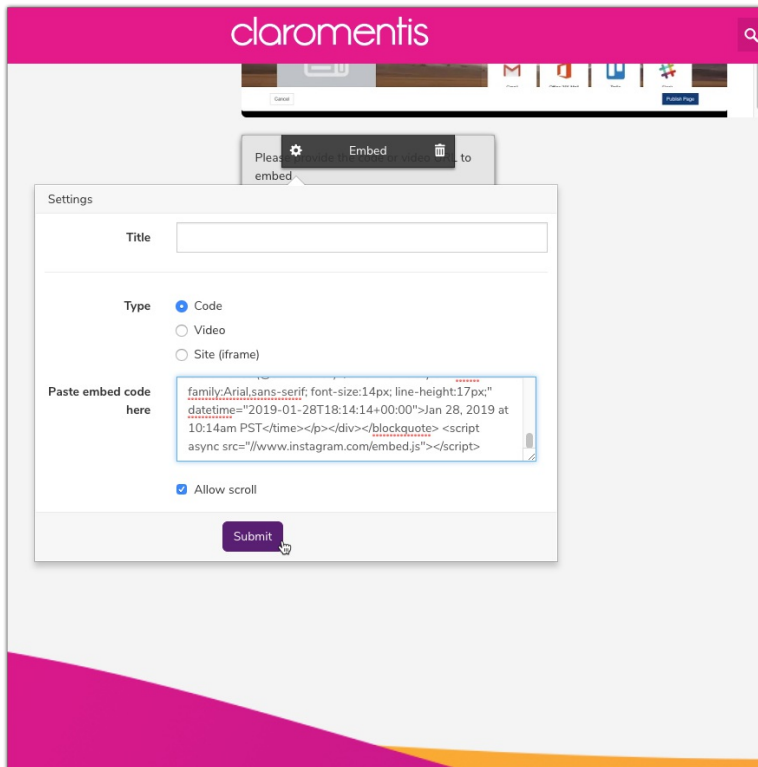 claromentis
Cancel
Publish Page
Embed
Please provide the code or video URL to
embed
Settings
Title
Type
Code
Video
Site (iframe)
Paste embed code
here
family:Arial,sans-serif; font-size:14px; line-height:17px;"
datetime="2019-01-28T18:14:14+00:00">Jan 28, 2019 at
10:14am PST</time></p></div></blockquote> <script
async src="//www.instagram.com/embed.js"></script>
Allow scroll
Submit